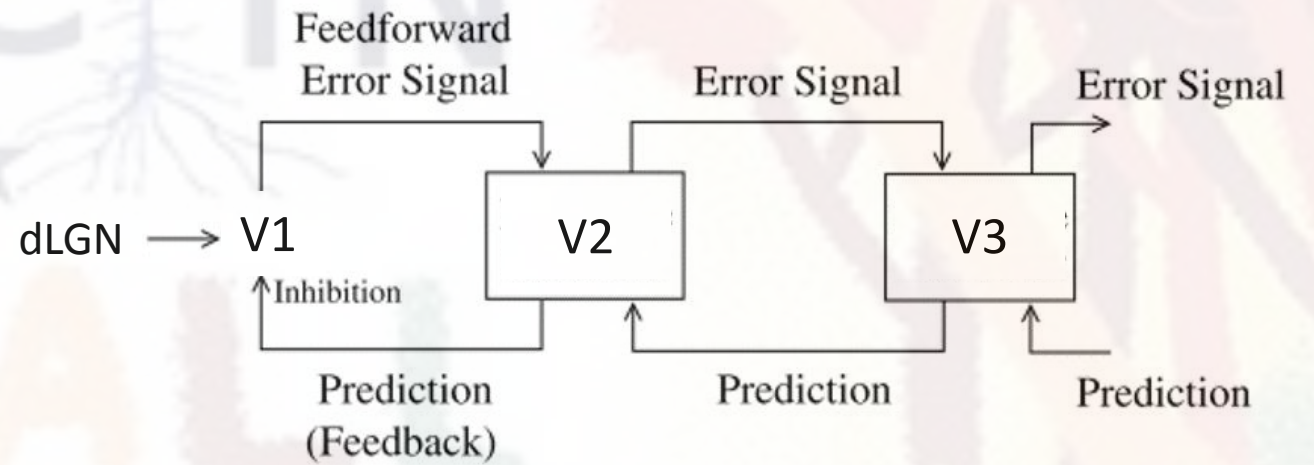 Feedforward
Error Signal
Error Signal
Error Signal
dLGN
V1
V2
V3
Inhibition
Prediction
(Feedback)
Prediction
Prediction